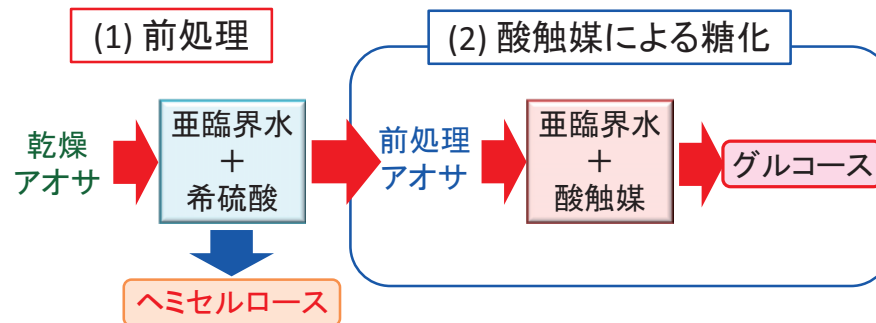 (1) 前処理
(2) 酸触媒による糖化
乾燥
アオサ
亜臨界水
+
希硫酸
前処理
アオサ
亜臨界水
+
酸触媒
グルコース
ヘミセルロース